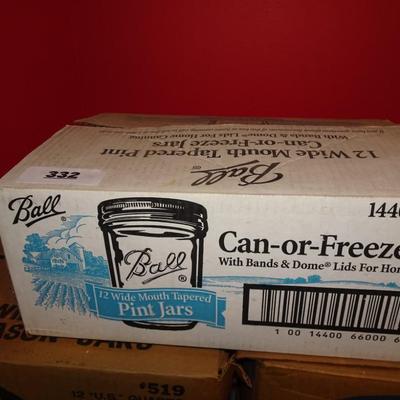 12 Wide Mouth Tapered Pint
Can-or-Freeze Jars
With Bands & Dome® Lids For Home Canning
Ball
332
Ball
1440
Can-or-Freeze
With Bands & Dome® Lids For Hom
Ball
12 Wide Mouth Tapered
Pint Jars
1 00 14400 66000 6
#519
12 "U.S." QUART